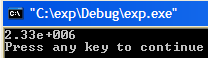 "C:\exp\Debug\exp.exe"
2.33e+006
Press any key to continue